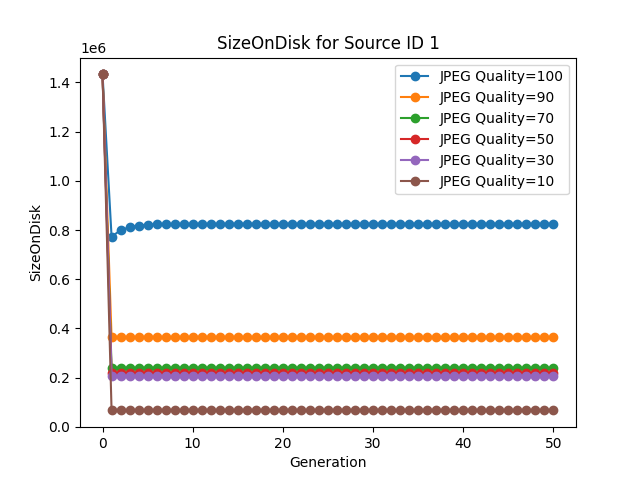 SizeOnDisk for Source ID 1
1e6
JPEG Quality=100
JPEG Quality=90
JPEG Quality=70
JPEG Quality=50
JPEG Quality=30
JPEG Quality=10
1.4
1.2
1.0
0.8
0.6
0.4
0.2
0.0
SizeOnDisk
0 10 20 30 40 50
Generation